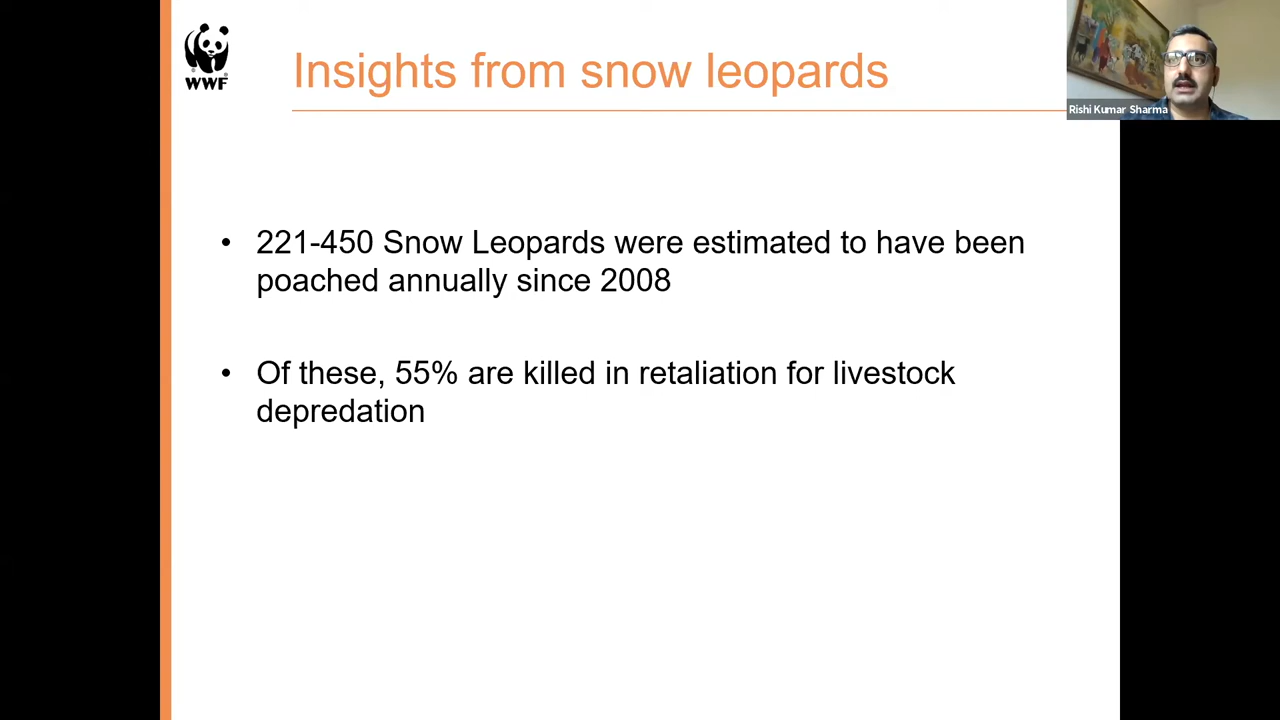 WWF
Insights from snow leopards
Rishi Kumar Sharma
• 221-450 Snow Leopards were estimated to have been
poached annually since 2008
• Of these, 55% are killed in retaliation for livestock
depredation